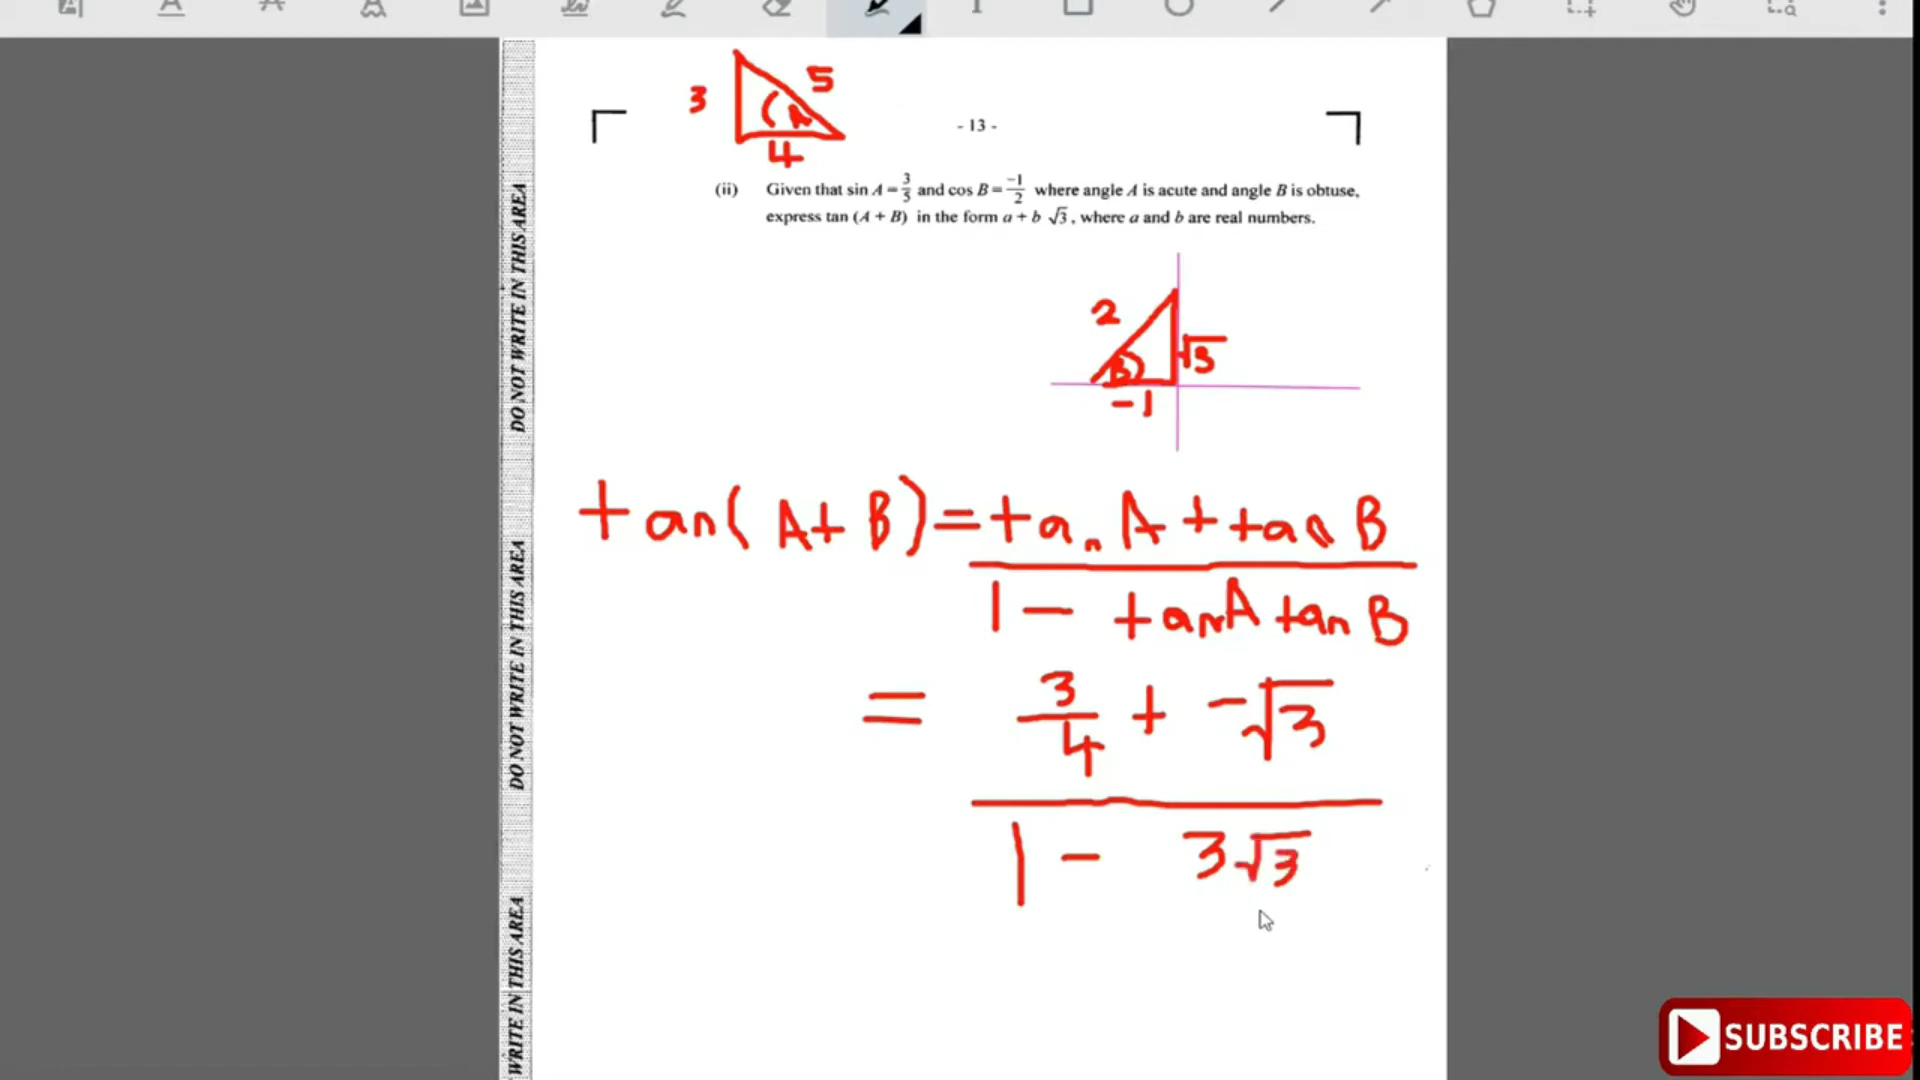 3 5
A
4
- 13 -
(ii) Given that sin A = 3/5 and cos B = -1/2 where angle A is acute and angle B is obtuse,
express tan (A + B) in the form a + b √3, where a and b are real numbers.
2
√3
B
-1
tan(A+B) = tan A + tan B
1 - tan A tan B
= 3/4 + -√3
1 - 3√3
DO NOT WRITE IN THIS AREA
DO NOT WRITE IN THIS AREA
WRITE IN THIS AREA
SUBSCRIBE